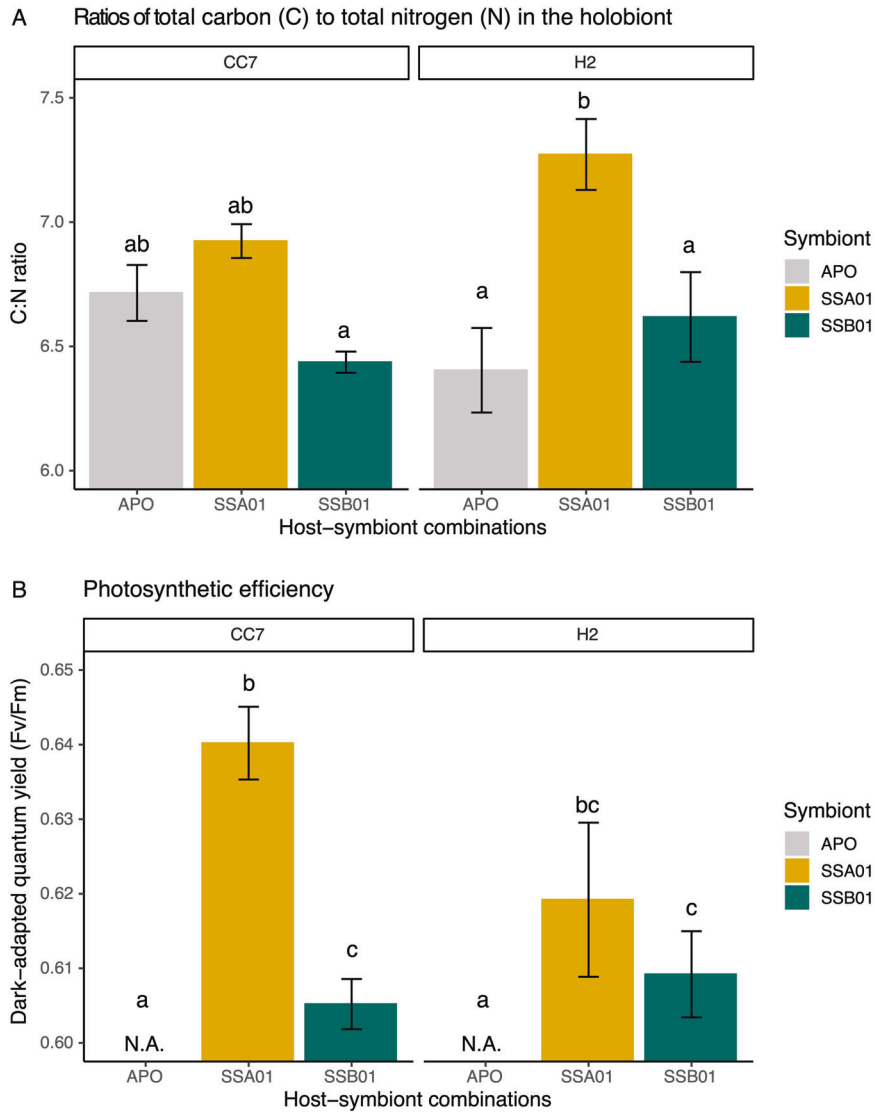 A Ratios of total carbon (C) to total nitrogen (N) in the holobiont
CC7 H2
7.5
7.0
6.5
6.0
C:N ratio
ab ab a a b a
APO SSA01 SSB01 APO SSA01 SSB01
Host−symbiont combinations
Symbiont
APO
SSA01
SSB01
B Photosynthetic efficiency
CC7 H2
0.65
0.64
0.63
0.62
0.61
0.60
Dark−adapted quantum yield (Fv/Fm)
a b c a bc c
N.A. N.A.
APO SSA01 SSB01 APO SSA01 SSB01
Host−symbiont combinations
Symbiont
APO
SSA01
SSB01